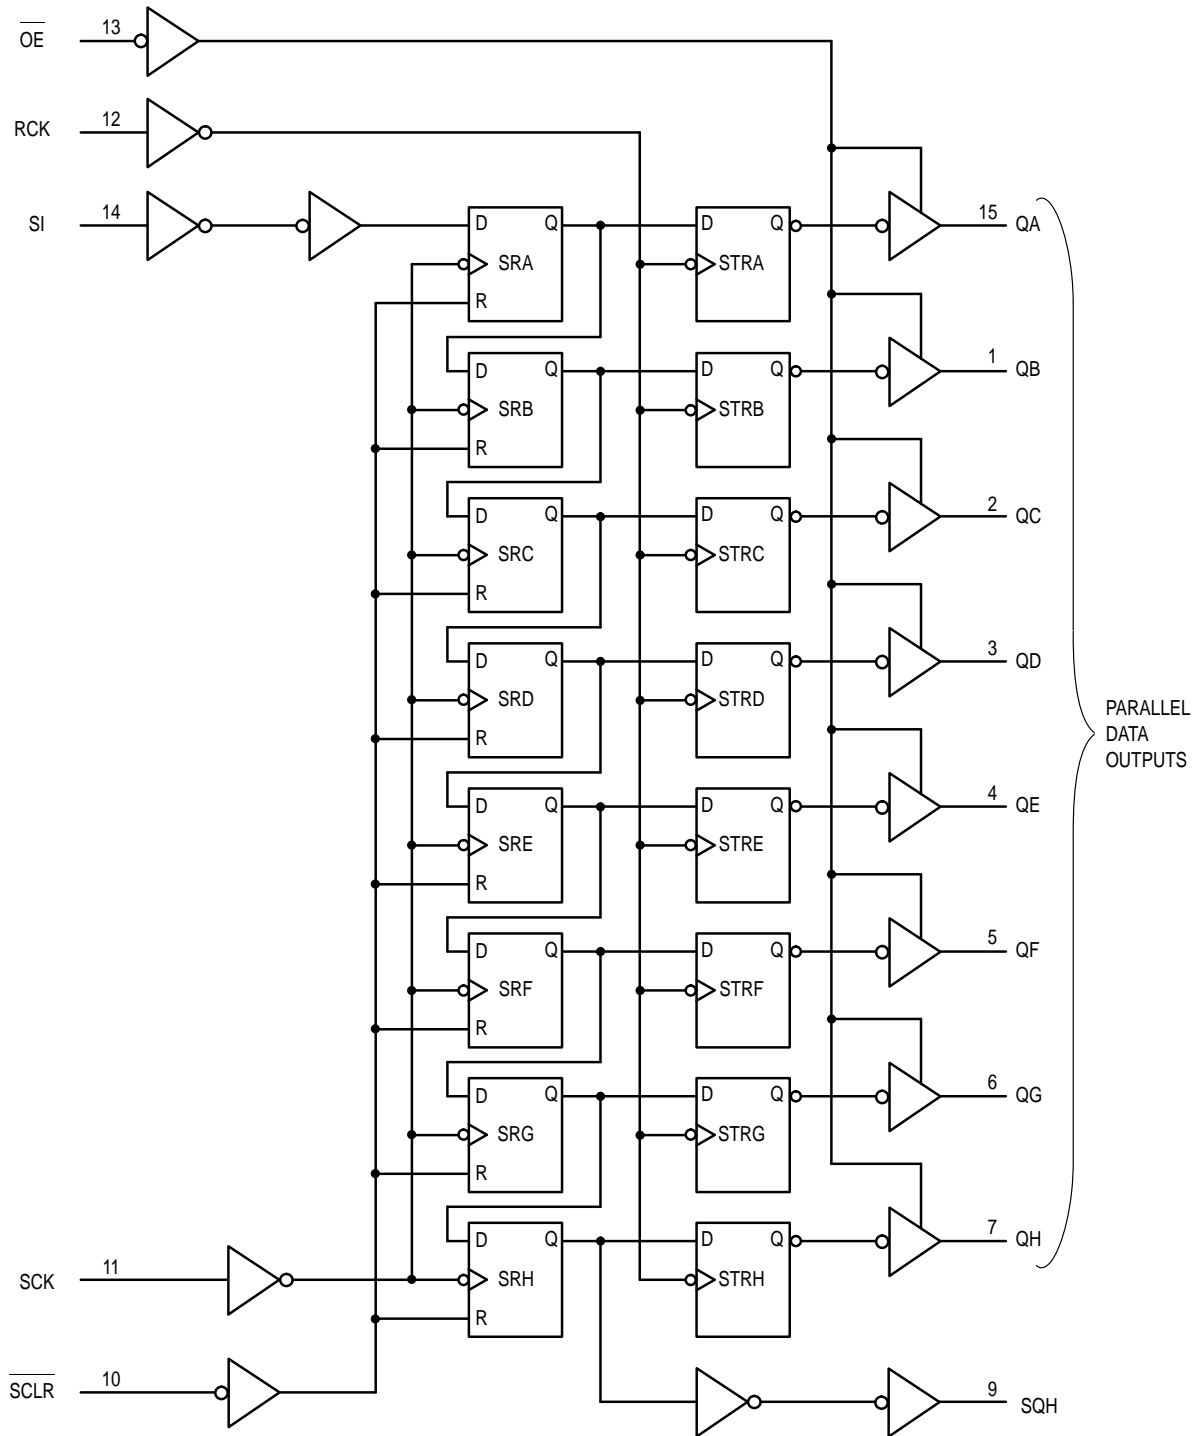 OE 13
RCK 12
SI 14
D Q D Q 15 QA
SRA STRA
R
D Q D Q 1 QB
SRB STRB
R
D Q D Q 2 QC
SRC STRC
R
D Q D Q 3 QD
SRD STRD
R
PARALLEL
DATA
OUTPUTS
D Q D Q 4 QE
SRE STRE
R
D Q D Q 5 QF
SRF STRF
R
D Q D Q 6 QG
SRG STRG
R
D Q D Q 7 QH
SCK 11 SRH STRH
R
SCLR 10
9 SQH